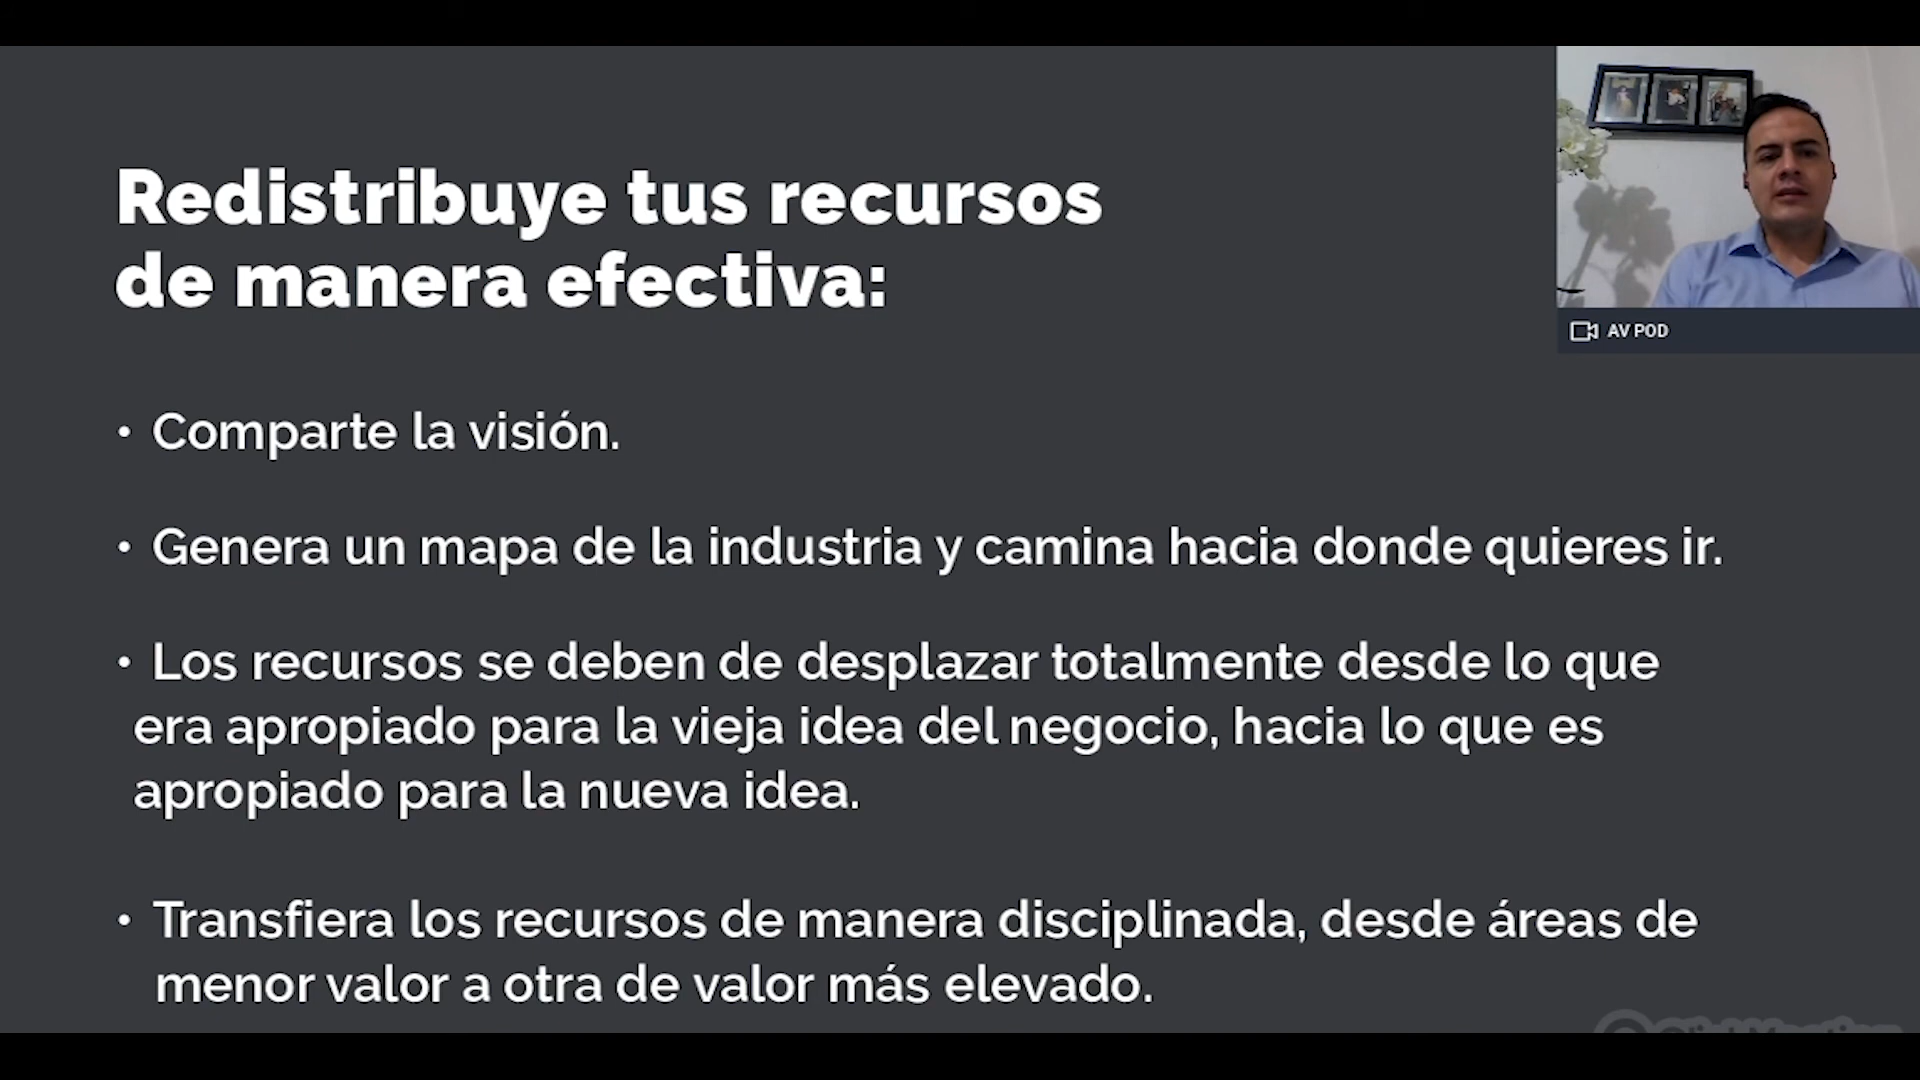 Redistribuye tus recursos
de manera efectiva:
AV POD
• Comparte la visión.
• Genera un mapa de la industria y camina hacia donde quieres ir.
• Los recursos se deben de desplazar totalmente desde lo que
era apropiado para la vieja idea del negocio, hacia lo que es
apropiado para la nueva idea.
• Transfiera los recursos de manera disciplinada, desde áreas de
menor valor a otra de valor más elevado.